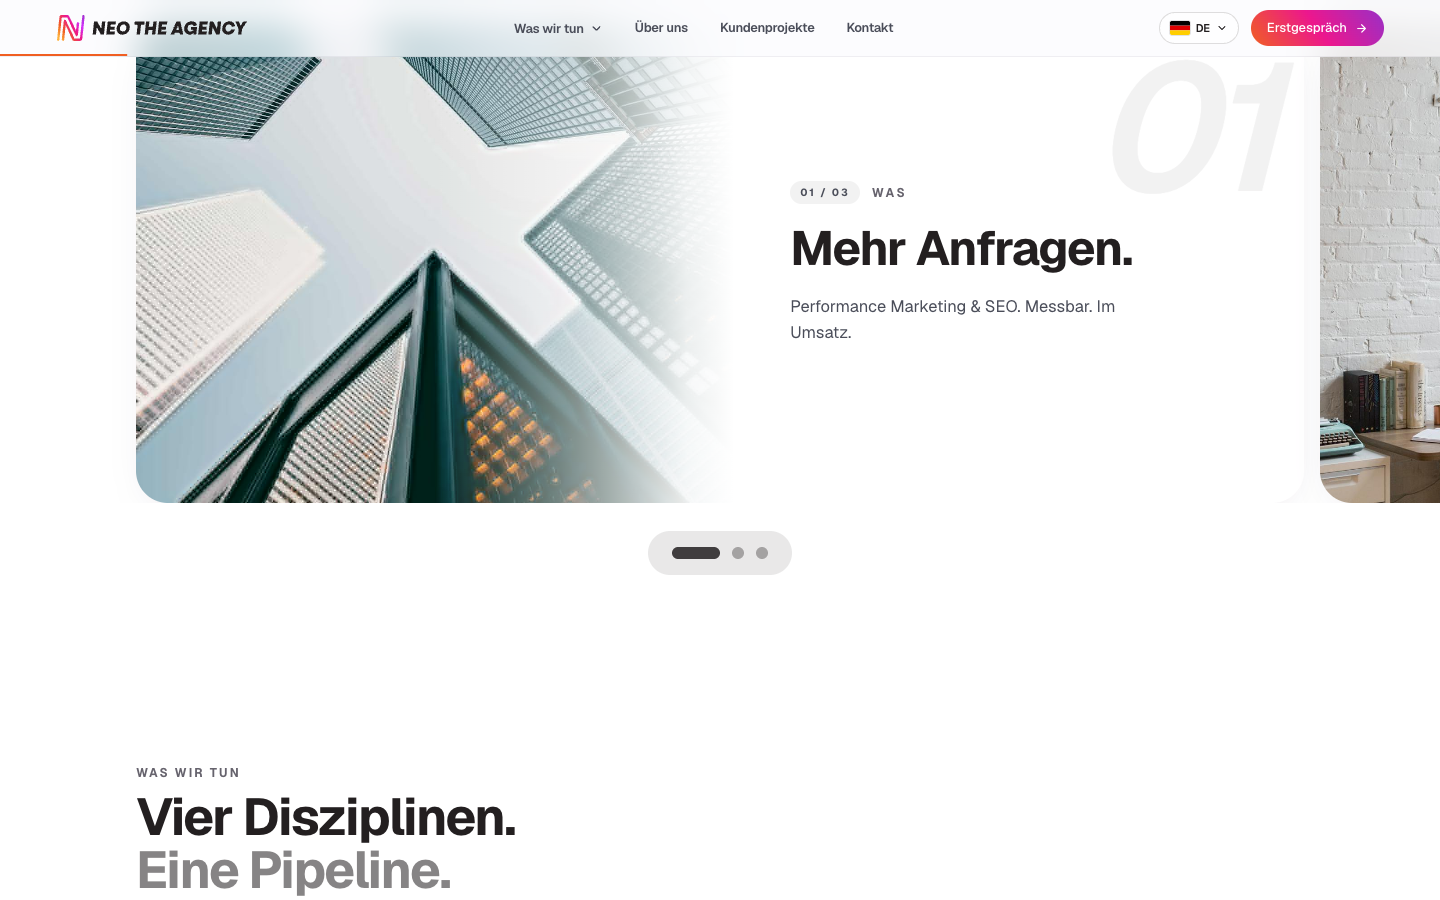 NEO THE AGENCY
Was wir tun
Über uns
Kundenprojekte
Kontakt
DE
Erstgespräch
01
01 / 03
WAS
Mehr Anfragen.
Performance Marketing & SEO. Messbar. Im
Umsatz.
WAS WIR TUN
Vier Disziplinen.
Eine Pipeline.